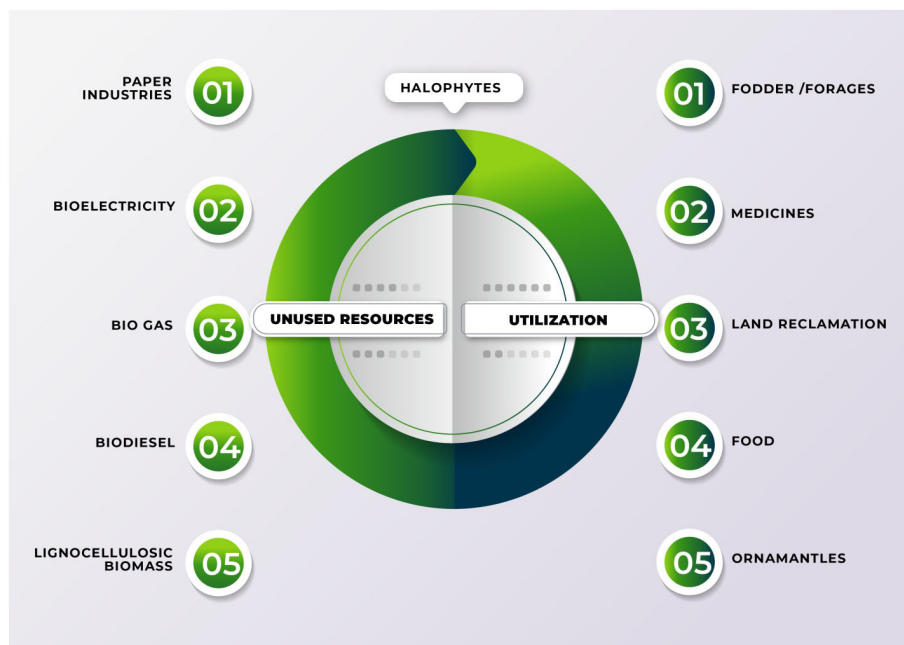 HALOPHYTES
PAPER
INDUSTRIES
01
BIOELECTRICITY
02
BIO GAS
03
BIODIESEL
04
LIGNOCELLULOSIC
BIOMASS
05
UNUSED RESOURCES
UTILIZATION
01
FODDER /FORAGES
02
MEDICINES
03
LAND RECLAMATION
04
FOOD
05
ORNAMANTLES